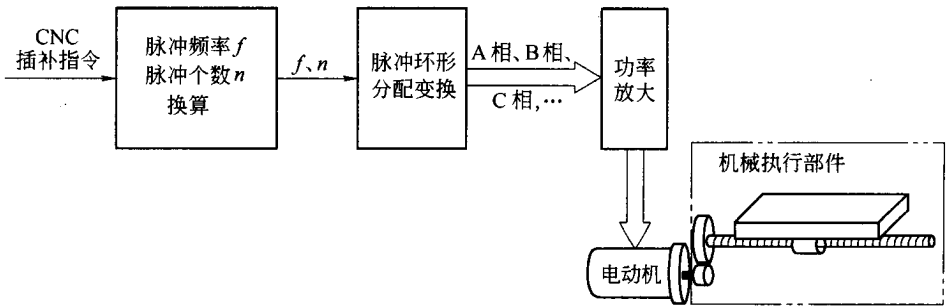 CNC
插补指令
脉冲频率f
脉冲个数n
换算
f、n
脉冲环形
分配变换
A相、B相、
C相,…
功率
放大
机械执行部件
电动机